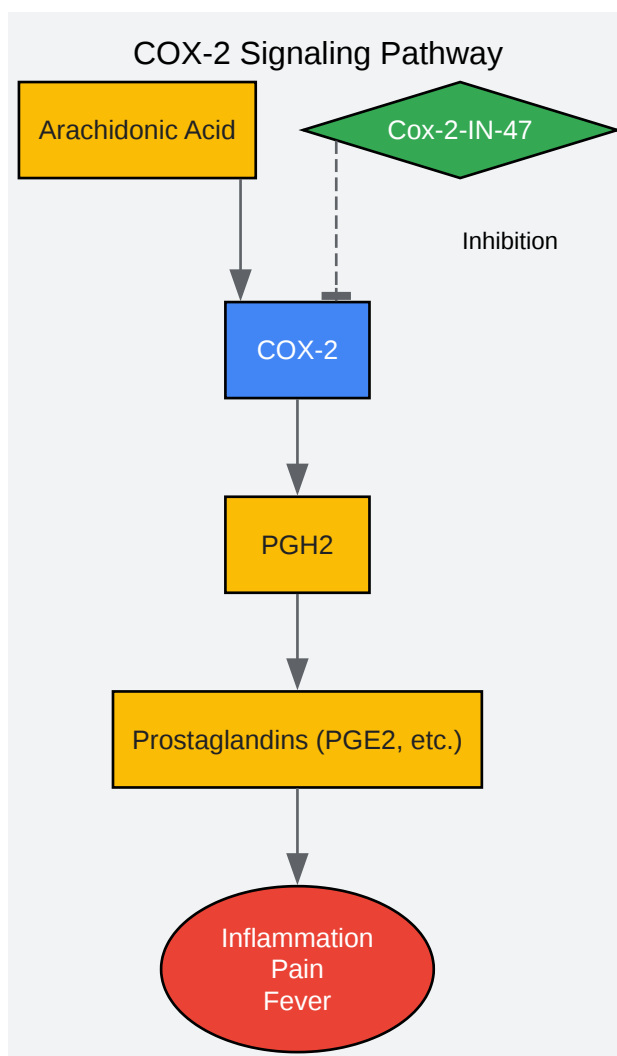 COX-2 Signaling Pathway
Arachidonic Acid
Cox-2-IN-47
Inhibition
COX-2
PGH2
Prostaglandins (PGE2, etc.)
Inflammation
Pain
Fever